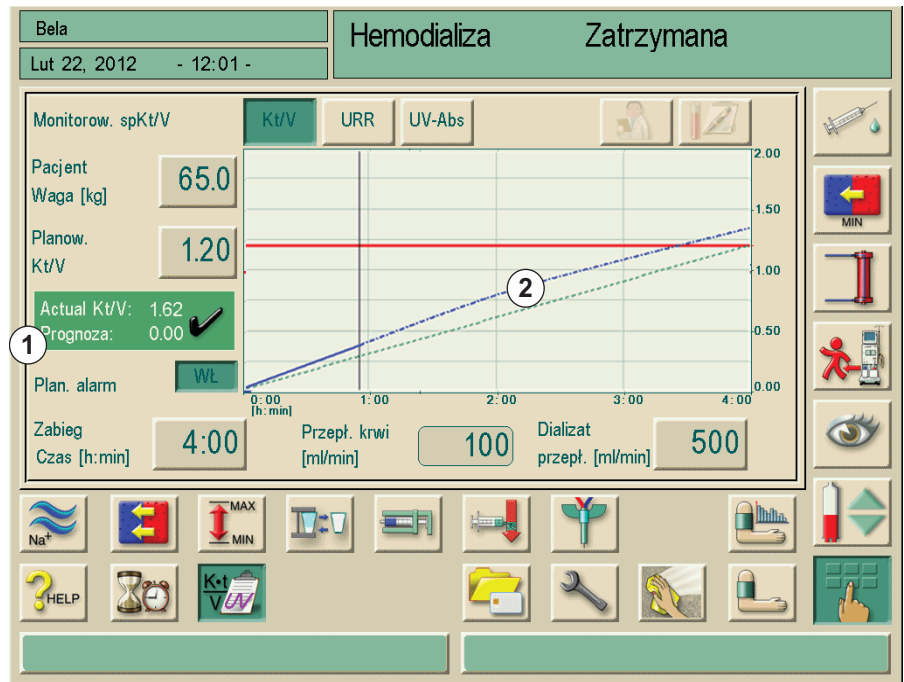 Bela
Lut 22, 2012 - 12:01 -
Hemodializa Zatrzymana
Monitorow. spKt/V
Kt/V URR UV-Abs
Pacjent
Waga [kg]
65.0
Planow.
Kt/V
1.20
Actual Kt/V: 1.62
Prognoza: 0.00
1
Plan. alarm WŁ
2
2.00
1.50
1.00
0.50
0.00
0:00 1:00 2:00 3:00 4:00
[h:min]
Zabieg
Czas [h:min]
4:00
Przepł. krwi
[ml/min]
100
Dializat
przepł. [ml/min]
500
MIN
Na+
MAX
MIN
HELP
K•t
V UV